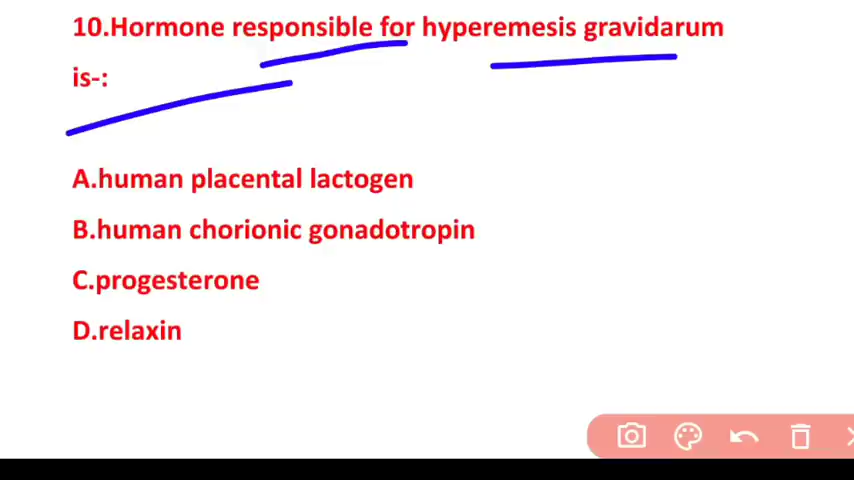 10.Hormone responsible for hyperemesis gravidarum
is-:
A.human placental lactogen
B.human chorionic gonadotropin
C.progesterone
D.relaxin